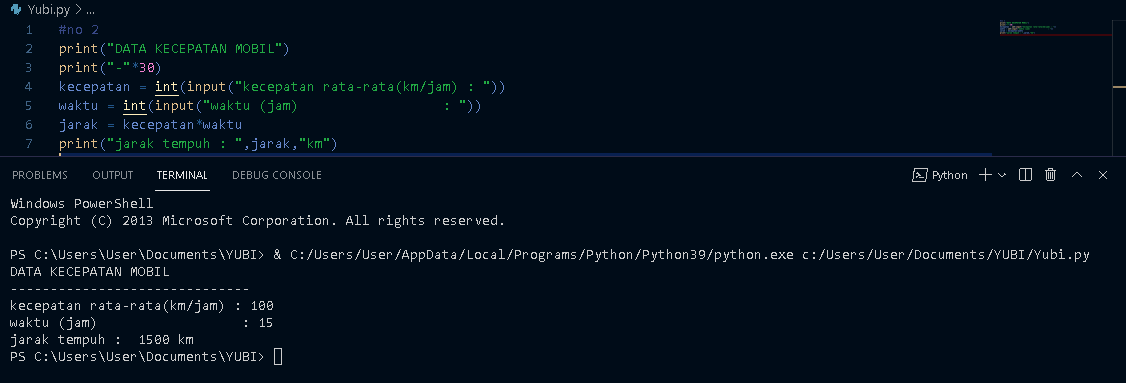 Yubi.py > ...
1 #no 2
2 print("DATA KECEPATAN MOBIL")
3 print("-"*30)
4 kecepatan = int(input("kecepatan rata-rata(km/jam) : "))
5 waktu = int(input("waktu (jam)                  : "))
6 jarak = kecepatan*waktu
7 print("jarak tempuh : ",jarak,"km")
PROBLEMS OUTPUT TERMINAL DEBUG CONSOLE Python
Windows PowerShell
Copyright (C) 2013 Microsoft Corporation. All rights reserved.
PS C:\Users\User\Documents\YUBI> & C:/Users/User/AppData/Local/Programs/Python/Python39/python.exe c:/Users/User/Documents/YUBI/Yubi.py
DATA KECEPATAN MOBIL
------------------------------
kecepatan rata-rata(km/jam) : 100
waktu (jam)                  : 15
jarak tempuh :  1500 km
PS C:\Users\User\Documents\YUBI>